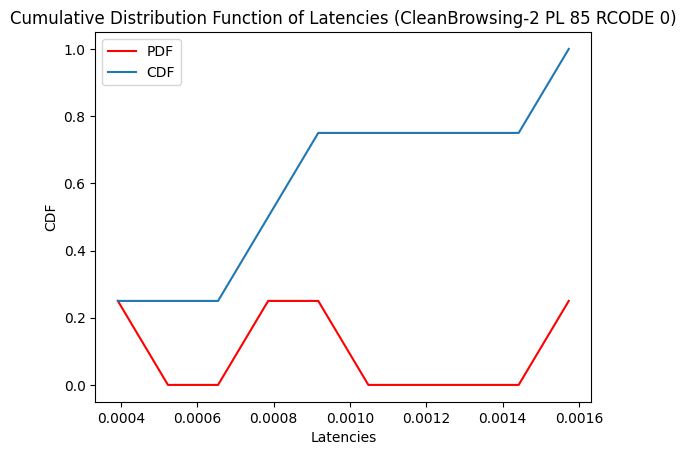 Cumulative Distribution Function of Latencies (CleanBrowsing-2 PL 85 RCODE 0)
PDF
CDF
1.0
0.8
0.6
0.4
0.2
0.0
CDF
0.0004 0.0006 0.0008 0.0010 0.0012 0.0014 0.0016
Latencies